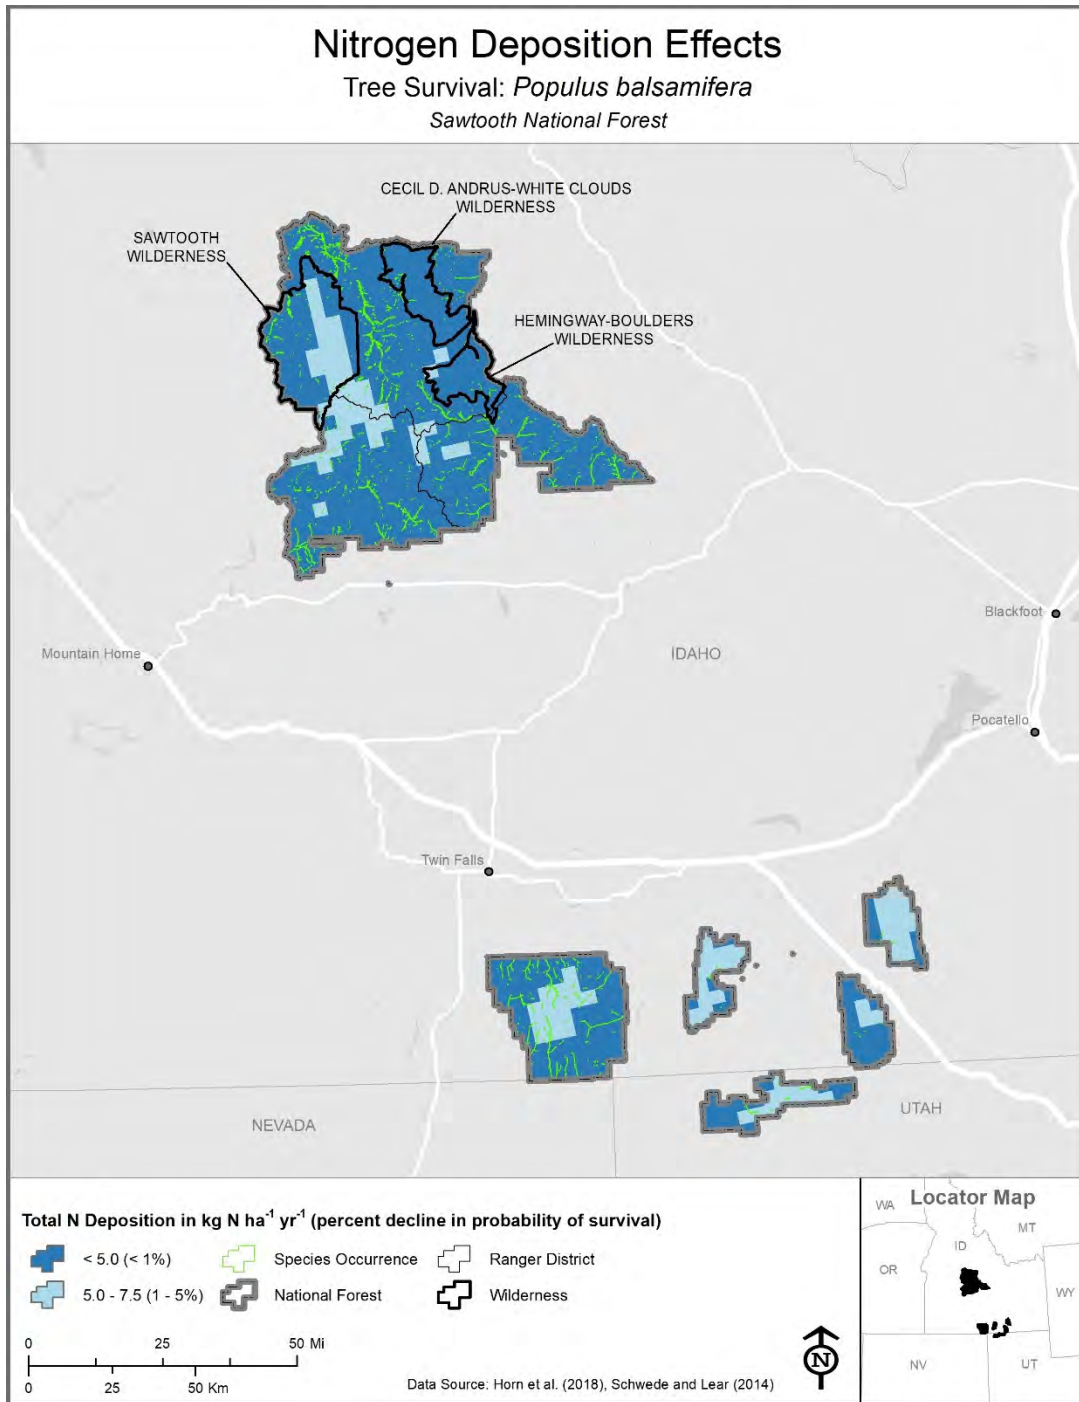 Nitrogen Deposition Effects
Tree Survival: Populus balsamifera
Sawtooth National Forest
CECIL D. ANDRUS-WHITE CLOUDS
WILDERNESS
SAWTOOTH
WILDERNESS
HEMINGWAY-BOULDERS
WILDERNESS
Blackfoot
Mountain Home
IDAHO
Pocatello
Twin Falls
NEVADA
UTAH
Total N Deposition in kg N ha⁻¹ yr⁻¹ (percent decline in probability of survival)
< 5.0 (< 1%)
Species Occurrence
Ranger District
5.0 - 7.5 (1 - 5%)
National Forest
Wilderness
0 25 50 Mi
0 25 50 Km
N
Data Source: Horn et al. (2018), Schwede and Lear (2014)
Locator Map
WA
MT
ID
OR
WY
NV
UT